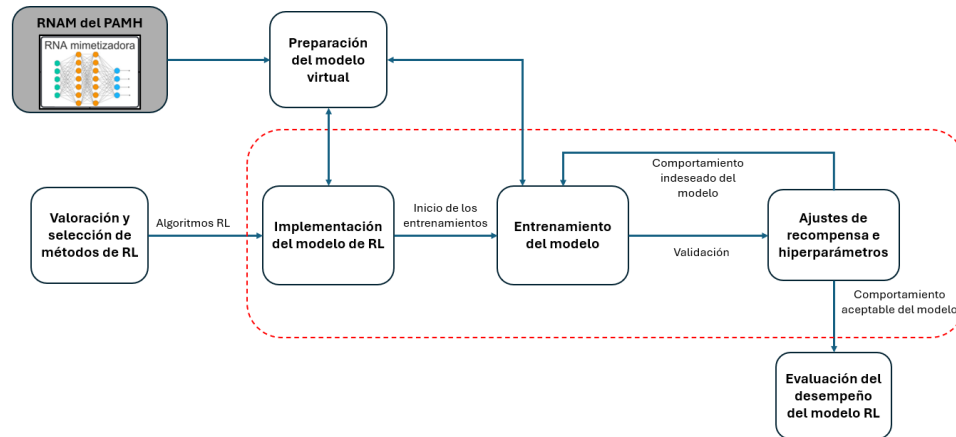 RNAM del PAMH
RNA mimetizadora
Preparación
del modelo
virtual
Comportamiento
indeseado del
modelo
Valoración y
selección de
métodos de RL
Algoritmos RL
Implementación
del modelo de RL
Inicio de los
entrenamientos
Entrenamiento
del modelo
Validación
Ajustes de
recompensa e
hiperparámetros
Comportamiento
aceptable del modelo
Evaluación del
desempeño
del modelo RL